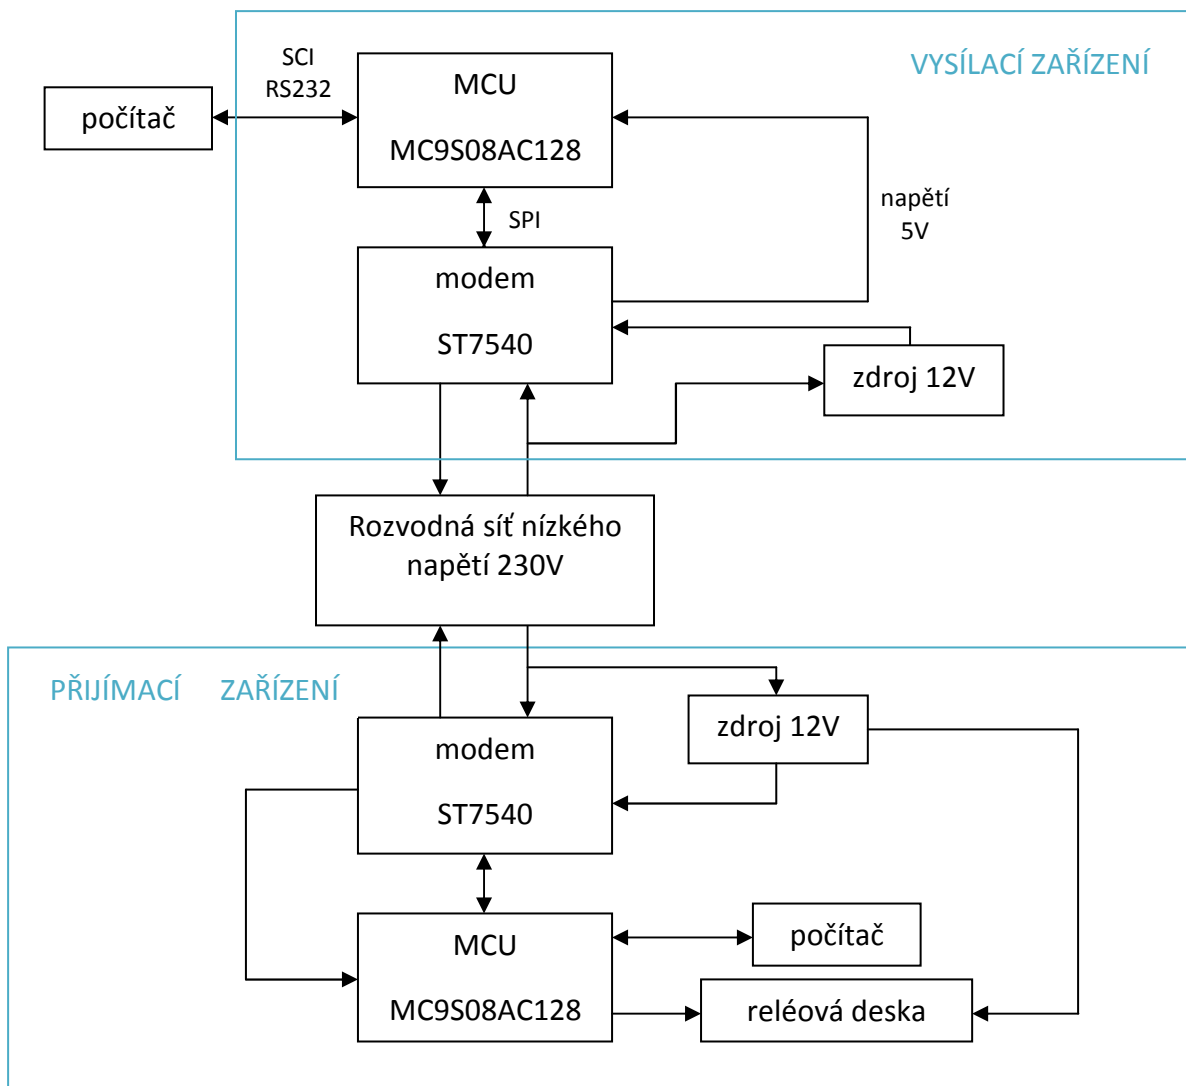 VYSÍLACÍ ZAŘÍZENÍ
SCI
RS232
počítač
MCU
MC9S08AC128
SPI
napětí
5V
modem
ST7540
zdroj 12V
Rozvodná síť nízkého
napětí 230V
PŘIJÍMACÍ ZAŘÍZENÍ
zdroj 12V
modem
ST7540
MCU
MC9S08AC128
počítač
reléová deska